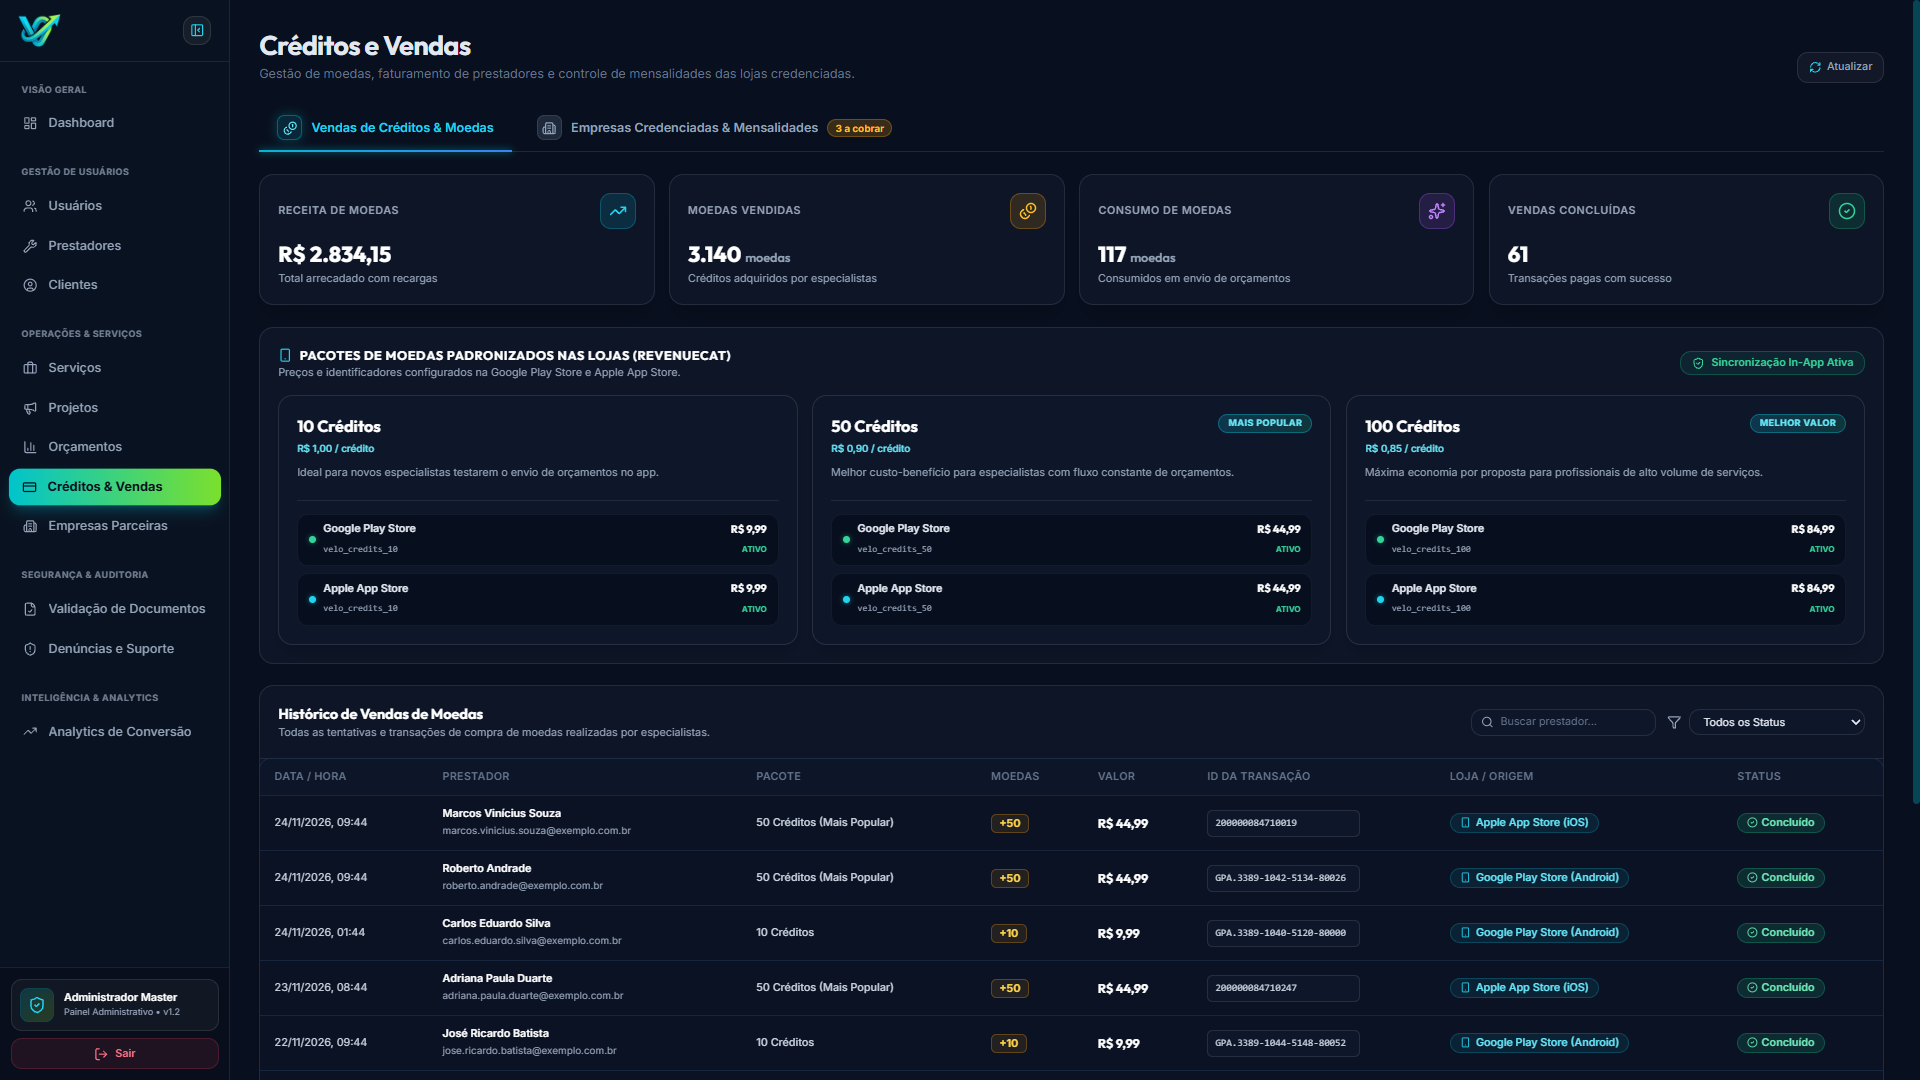 VISÃO GERAL
Dashboard
GESTÃO DE USUÁRIOS
Usuários
Prestadores
Clientes
OPERAÇÕES & SERVIÇOS
Serviços
Projetos
Orçamentos
Créditos & Vendas
Empresas Parceiras
SEGURANÇA & AUDITORIA
Validação de Documentos
Denúncias e Suporte
INTELIGÊNCIA & ANALYTICS
Analytics de Conversão
Administrador Master
Painel Administrativo • v1.2
Sair
Créditos e Vendas
Gestão de moedas, faturamento de prestadores e controle de mensalidades das lojas credenciadas.
Atualizar
Vendas de Créditos & Moedas
Empresas Credenciadas & Mensalidades 3 a cobrar
RECEITA DE MOEDAS
R$ 2.834,15
Total arrecadado com recargas
MOEDAS VENDIDAS
3.140 moedas
Créditos adquiridos por especialistas
CONSUMO DE MOEDAS
117 moedas
Consumidos em envio de orçamentos
VENDAS CONCLUÍDAS
61
Transações pagas com sucesso
PACOTES DE MOEDAS PADRONIZADOS NAS LOJAS (REVENUECAT)
Preços e identificadores configurados na Google Play Store e Apple App Store.
Sincronização In-App Ativa
10 Créditos
R$ 1,00 / crédito
Ideal para novos especialistas testarem o envio de orçamentos no app.
Google Play Store R$ 9,99
velo_credits_10 ATIVO
Apple App Store R$ 9,99
velo_credits_10 ATIVO
50 Créditos MAIS POPULAR
R$ 0,90 / crédito
Melhor custo-benefício para especialistas com fluxo constante de orçamentos.
Google Play Store R$ 44,99
velo_credits_50 ATIVO
Apple App Store R$ 44,99
velo_credits_50 ATIVO
100 Créditos MELHOR VALOR
R$ 0,85 / crédito
Máxima economia por proposta para profissionais de alto volume de serviços.
Google Play Store R$ 84,99
velo_credits_100 ATIVO
Apple App Store R$ 84,99
velo_credits_100 ATIVO
Histórico de Vendas de Moedas
Todas as tentativas e transações de compra de moedas realizadas por especialistas.
Buscar prestador... Todos os Status
DATA / HORA PRESTADOR PACOTE MOEDAS VALOR ID DA TRANSAÇÃO LOJA / ORIGEM STATUS
24/11/2026, 09:44 Marcos Vinícius Souza 50 Créditos (Mais Popular) +50 R$ 44,99 200000084710019 Apple App Store (iOS) Concluído
marcos.vinicius.souza@exemplo.com.br
24/11/2026, 09:44 Roberto Andrade 50 Créditos (Mais Popular) +50 R$ 44,99 GPA.3389-1042-5134-80026 Google Play Store (Android) Concluído
roberto.andrade@exemplo.com.br
24/11/2026, 01:44 Carlos Eduardo Silva 10 Créditos +10 R$ 9,99 GPA.3389-1040-5120-80000 Google Play Store (Android) Concluído
carlos.eduardo.silva@exemplo.com.br
23/11/2026, 08:44 Adriana Paula Duarte 50 Créditos (Mais Popular) +50 R$ 44,99 200000084710247 Apple App Store (iOS) Concluído
adriana.paula.duarte@exemplo.com.br
22/11/2026, 09:44 José Ricardo Batista 10 Créditos +10 R$ 9,99 GPA.3389-1044-5148-80052 Google Play Store (Android) Concluído
jose.ricardo.batista@exemplo.com.br